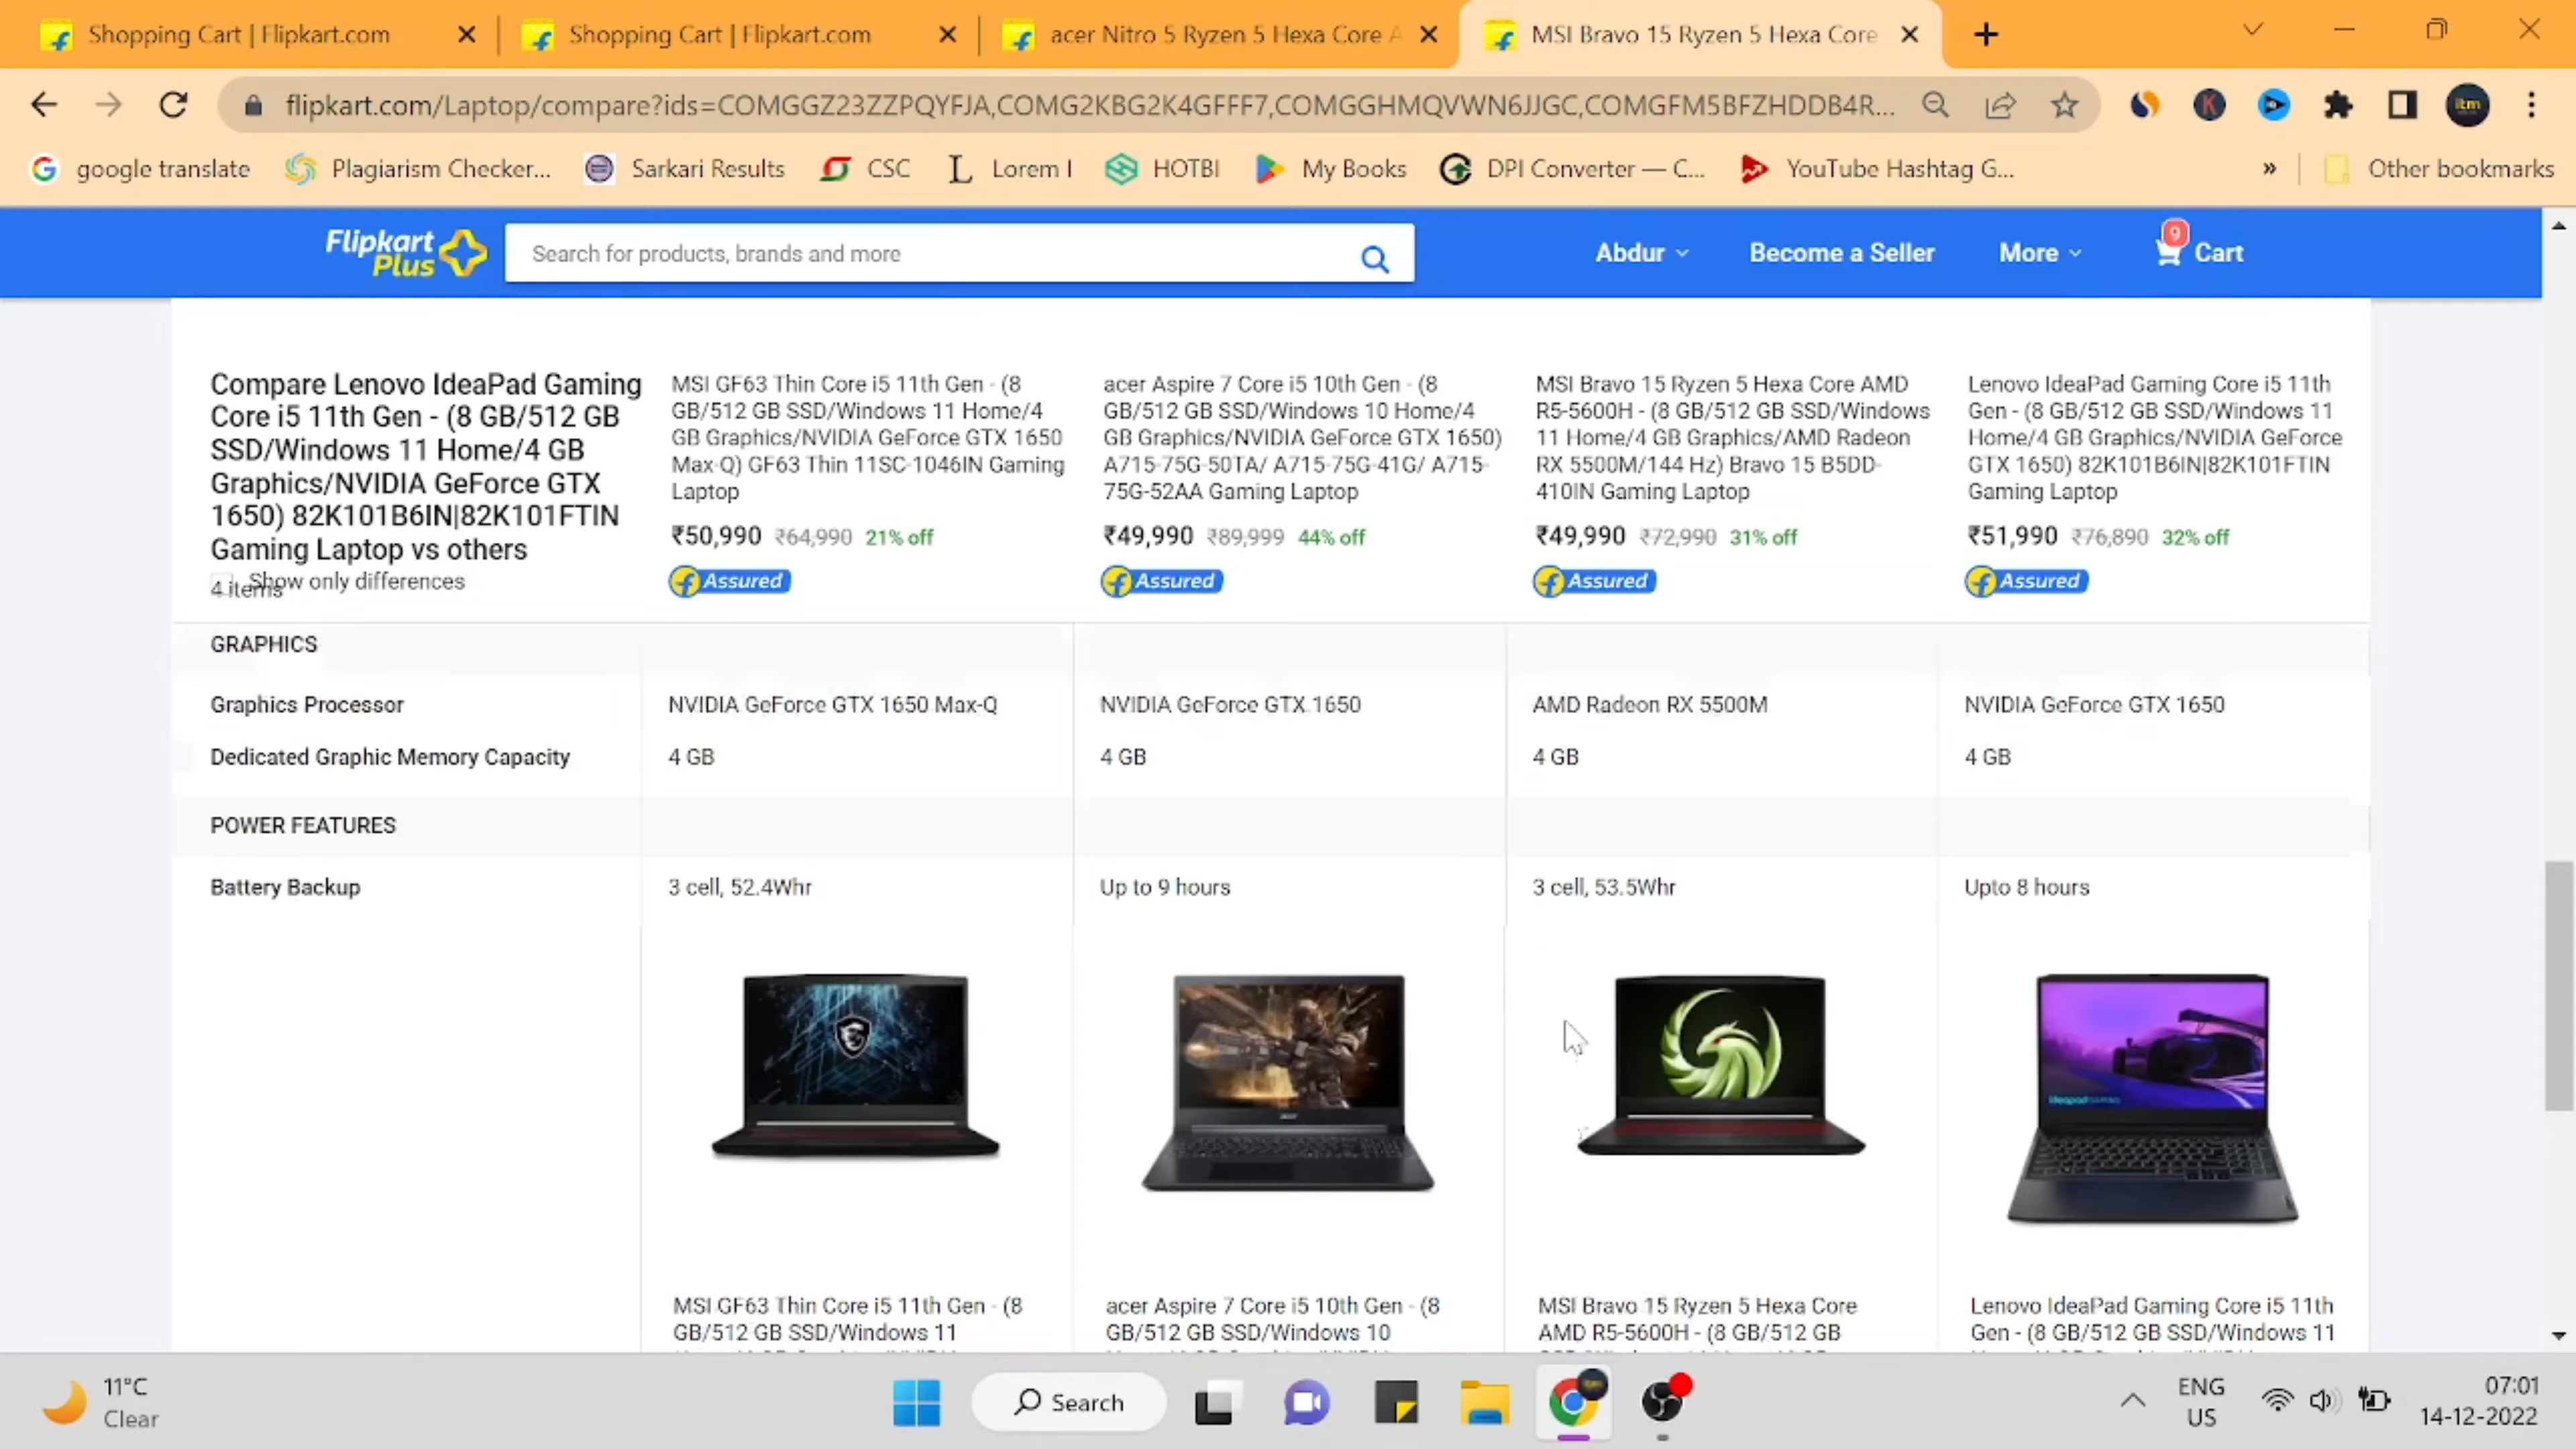 Shopping Cart | Flipkart.com
Shopping Cart | Flipkart.com
acer Nitro 5 Ryzen 5 Hexa Core A
MSI Bravo 15 Ryzen 5 Hexa Core
flipkart.com/Laptop/compare?ids=COMGGZ23ZZPQYFJA,COMG2KBG2K4GFFF7,COMGGHMQVWN6JJGC,COMGFM5BFZHDDB4R...
google translate
Plagiarism Checker...
Sarkari Results
CSC
Lorem I
HOTBI
My Books
DPI Converter — C...
YouTube Hashtag G...
»
Other bookmarks
Flipkart
Plus
Search for products, brands and more
Abdur
Become a Seller
More
9
Cart
Compare Lenovo IdeaPad Gaming
Core i5 11th Gen - (8 GB/512 GB
SSD/Windows 11 Home/4 GB
Graphics/NVIDIA GeForce GTX
1650) 82K101B6IN|82K101FTIN
Gaming Laptop vs others
4 items
Show only differences
MSI GF63 Thin Core i5 11th Gen - (8
GB/512 GB SSD/Windows 11 Home/4
GB Graphics/NVIDIA GeForce GTX 1650
Max-Q) GF63 Thin 11SC-1046IN Gaming
Laptop
₹50,990 ₹64,990 21% off
Assured
acer Aspire 7 Core i5 10th Gen - (8
GB/512 GB SSD/Windows 10 Home/4
GB Graphics/NVIDIA GeForce GTX 1650)
A715-75G-50TA/ A715-75G-41G/ A715-
75G-52AA Gaming Laptop
₹49,990 ₹89,999 44% off
Assured
MSI Bravo 15 Ryzen 5 Hexa Core AMD
R5-5600H - (8 GB/512 GB SSD/Windows
11 Home/4 GB Graphics/AMD Radeon
RX 5500M/144 Hz) Bravo 15 B5DD-
410IN Gaming Laptop
₹49,990 ₹72,990 31% off
Assured
Lenovo IdeaPad Gaming Core i5 11th
Gen - (8 GB/512 GB SSD/Windows 11
Home/4 GB Graphics/NVIDIA GeForce
GTX 1650) 82K101B6IN|82K101FTIN
Gaming Laptop
₹51,990 ₹76,890 32% off
Assured
GRAPHICS
Graphics Processor
NVIDIA GeForce GTX 1650 Max-Q
NVIDIA GeForce GTX 1650
AMD Radeon RX 5500M
NVIDIA GeForce GTX 1650
Dedicated Graphic Memory Capacity
4 GB
4 GB
4 GB
4 GB
POWER FEATURES
Battery Backup
3 cell, 52.4Whr
Up to 9 hours
3 cell, 53.5Whr
Upto 8 hours
MSI GF63 Thin Core i5 11th Gen - (8
GB/512 GB SSD/Windows 11
acer Aspire 7 Core i5 10th Gen - (8
GB/512 GB SSD/Windows 10
MSI Bravo 15 Ryzen 5 Hexa Core
AMD R5-5600H - (8 GB/512 GB
Lenovo IdeaPad Gaming Core i5 11th
Gen - (8 GB/512 GB SSD/Windows 11
11°C
Clear
Search
ENG
US
07:01
14-12-2022